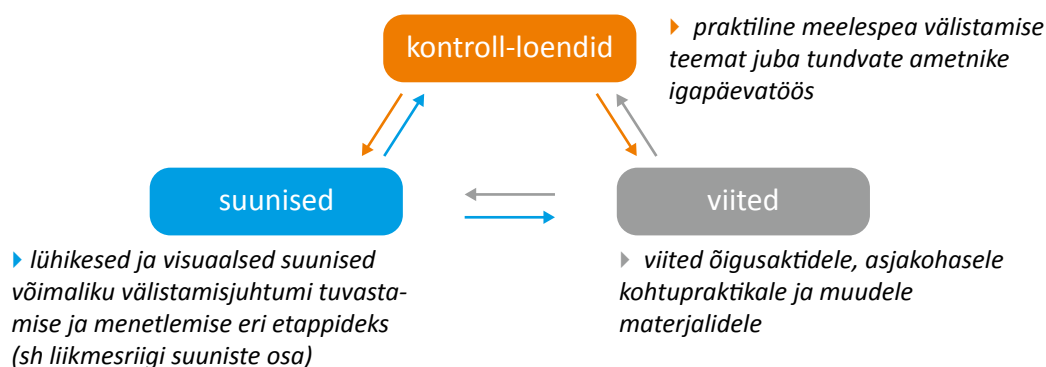 kontroll-loendid
praktiline meelespea välistamise
teemat juba tundvate ametnike
igapäevatöös
suunised
viited
lühikesed ja visuaalsed suunised
võimaliku välistamisjuhtumi tuvasta-
mise ja menetlemise eri etappideks
(sh liikmesriigi suuniste osa)
viited õigusaktidele, asjakohasele
kohtupraktikale ja muudele
materjalidele